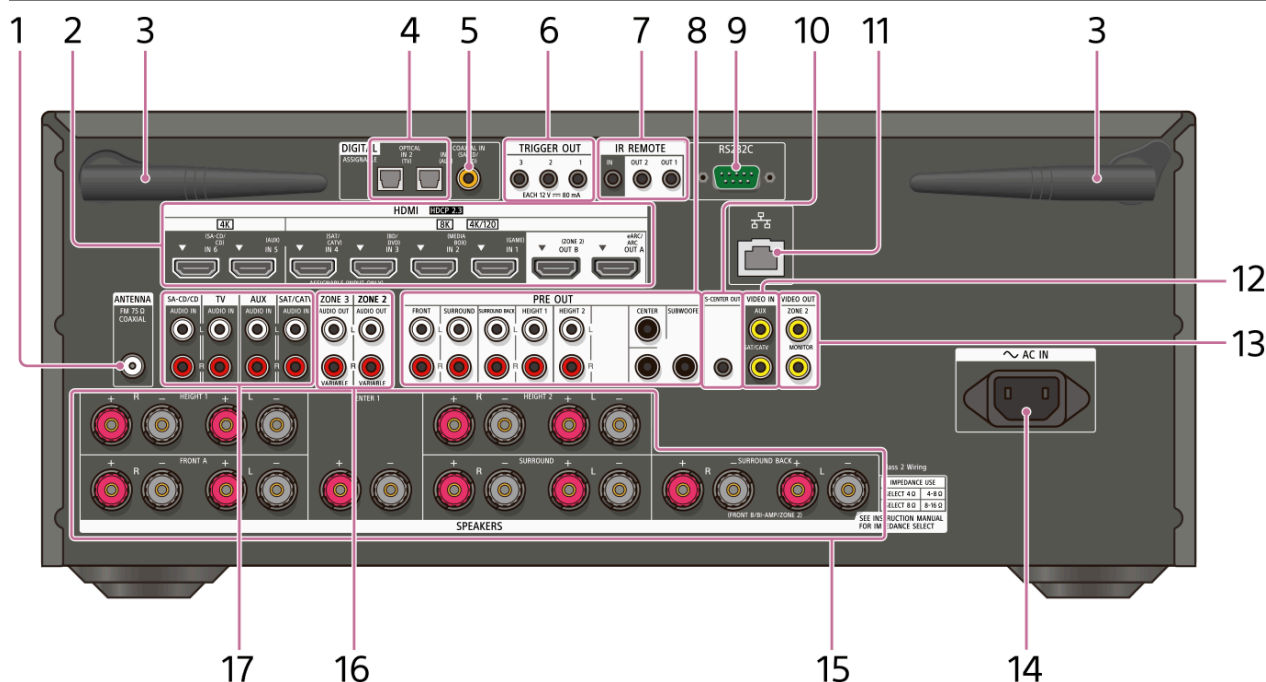 1 2 3 4 5 6 7 8 9 10 11 3
DIGITAL
ASSIGNABLE
OPTICAL
IN 2
(TV)
COAXIAL IN
TRIGGER OUT
3 2 1
EACH 12 V ⎓ 80 mA
IR REMOTE
IN OUT 2 OUT 1
RS232C
HDMI HDCP 2.3
4K 8K 4K/120
(SA-CD/
CD)
IN 6
(AUX)
IN 5
(SAT/
CATV)
IN 4
(BD/
DVD)
IN 3
(MEDIA
BOX)
IN 2
(GAME)
IN 1
(ZONE 2)
OUT B
eARC/
ARC
OUT A
ASSIGNABLE (INPUT ONLY)
12
ANTENNA
FM 75 Ω
COAXIAL
SA-CD/CD TV AUX SAT/CATV
AUDIO IN AUDIO IN AUDIO IN AUDIO IN
L
R
ZONE 3 ZONE 2
AUDIO OUT AUDIO OUT
L
R
VARIABLE VARIABLE
PRE OUT
FRONT SURROUND SURROUND BACK HEIGHT 1 HEIGHT 2 CENTER SUBWOOFER
L L L L L
R R R R R
S-CENTER OUT
VIDEO IN
AUX
SAT/CATV
VIDEO OUT
ZONE 2
MONITOR
13
∼ AC IN
+ R − HEIGHT 1 + L −
CENTER 1
+ R − HEIGHT 2 + L −
+ R − FRONT A + L −
+ −
+ R − SURROUND + L −
+ R − SURROUND BACK + L −
(FRONT B/BI-AMP/ZONE 2)
SPEAKERS
Class 2 Wiring
IMPEDANCE USE
SELECT 4 Ω 4-8 Ω
SELECT 8 Ω 8-16 Ω
SEE INSTRUCTION MANUAL
FOR IMPEDANCE SELECT
17 16 15 14